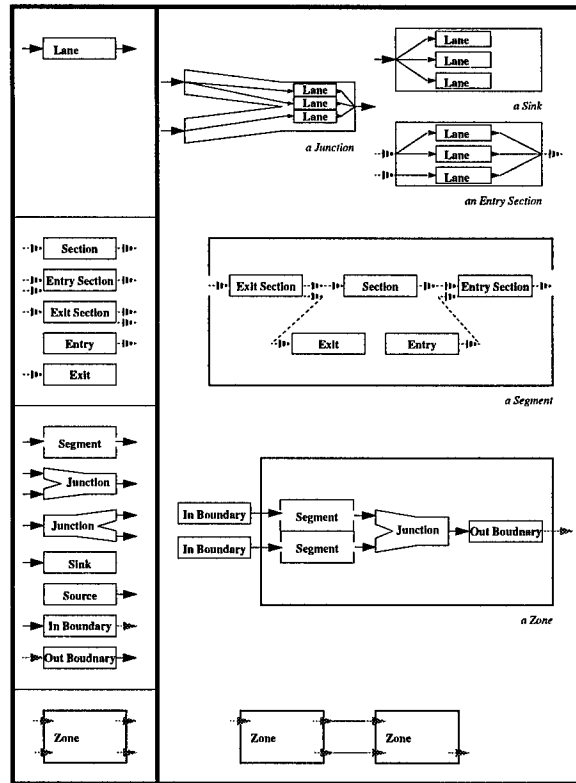 Lane
Lane
Lane
Lane
a Junction
Lane
Lane
Lane
a Sink
Lane
Lane
Lane
an Entry Section
Section
Entry Section
Exit Section
Entry
Exit
Exit Section
Section
Entry Section
Exit
Entry
a Segment
Segment
Junction
Junction
Sink
Source
In Boundary
Out Boudnary
In Boundary
Segment
Junction
Out Boudnary
In Boundary
Segment
a Zone
Zone
Zone
Zone